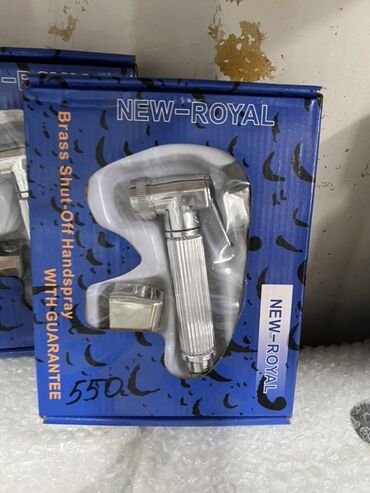 NEW-ROYAL
Brass Shut-Off Handspray
WITH GUARANTEE
NEW-ROYAL
550